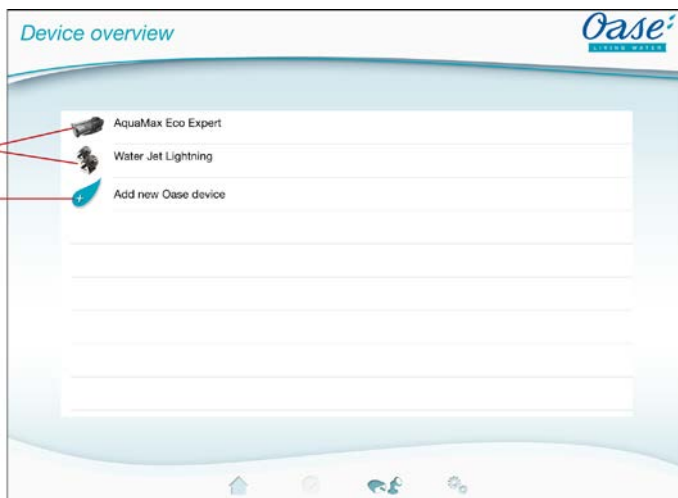 Device overview
Oase
LIVING WATER
AquaMax Eco Expert
Water Jet Lightning
Add new Oase device